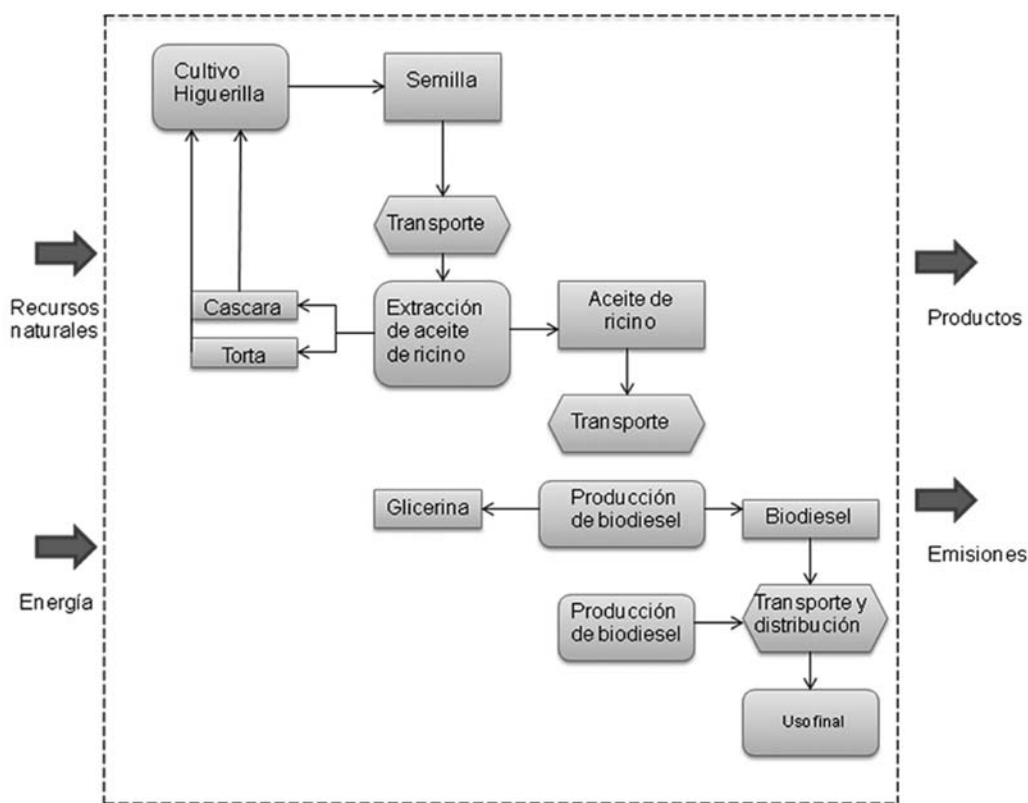 Cultivo
Higuerilla
Semilla
Transporte
Recursos
naturales
Cascara
Torta
Extracción
de aceite
de ricino
Aceite de
ricino
Productos
Transporte
Glicerina
Producción
de biodiesel
Biodiesel
Energía
Emisiones
Producción
de biodiesel
Transporte y
distribución
Uso final